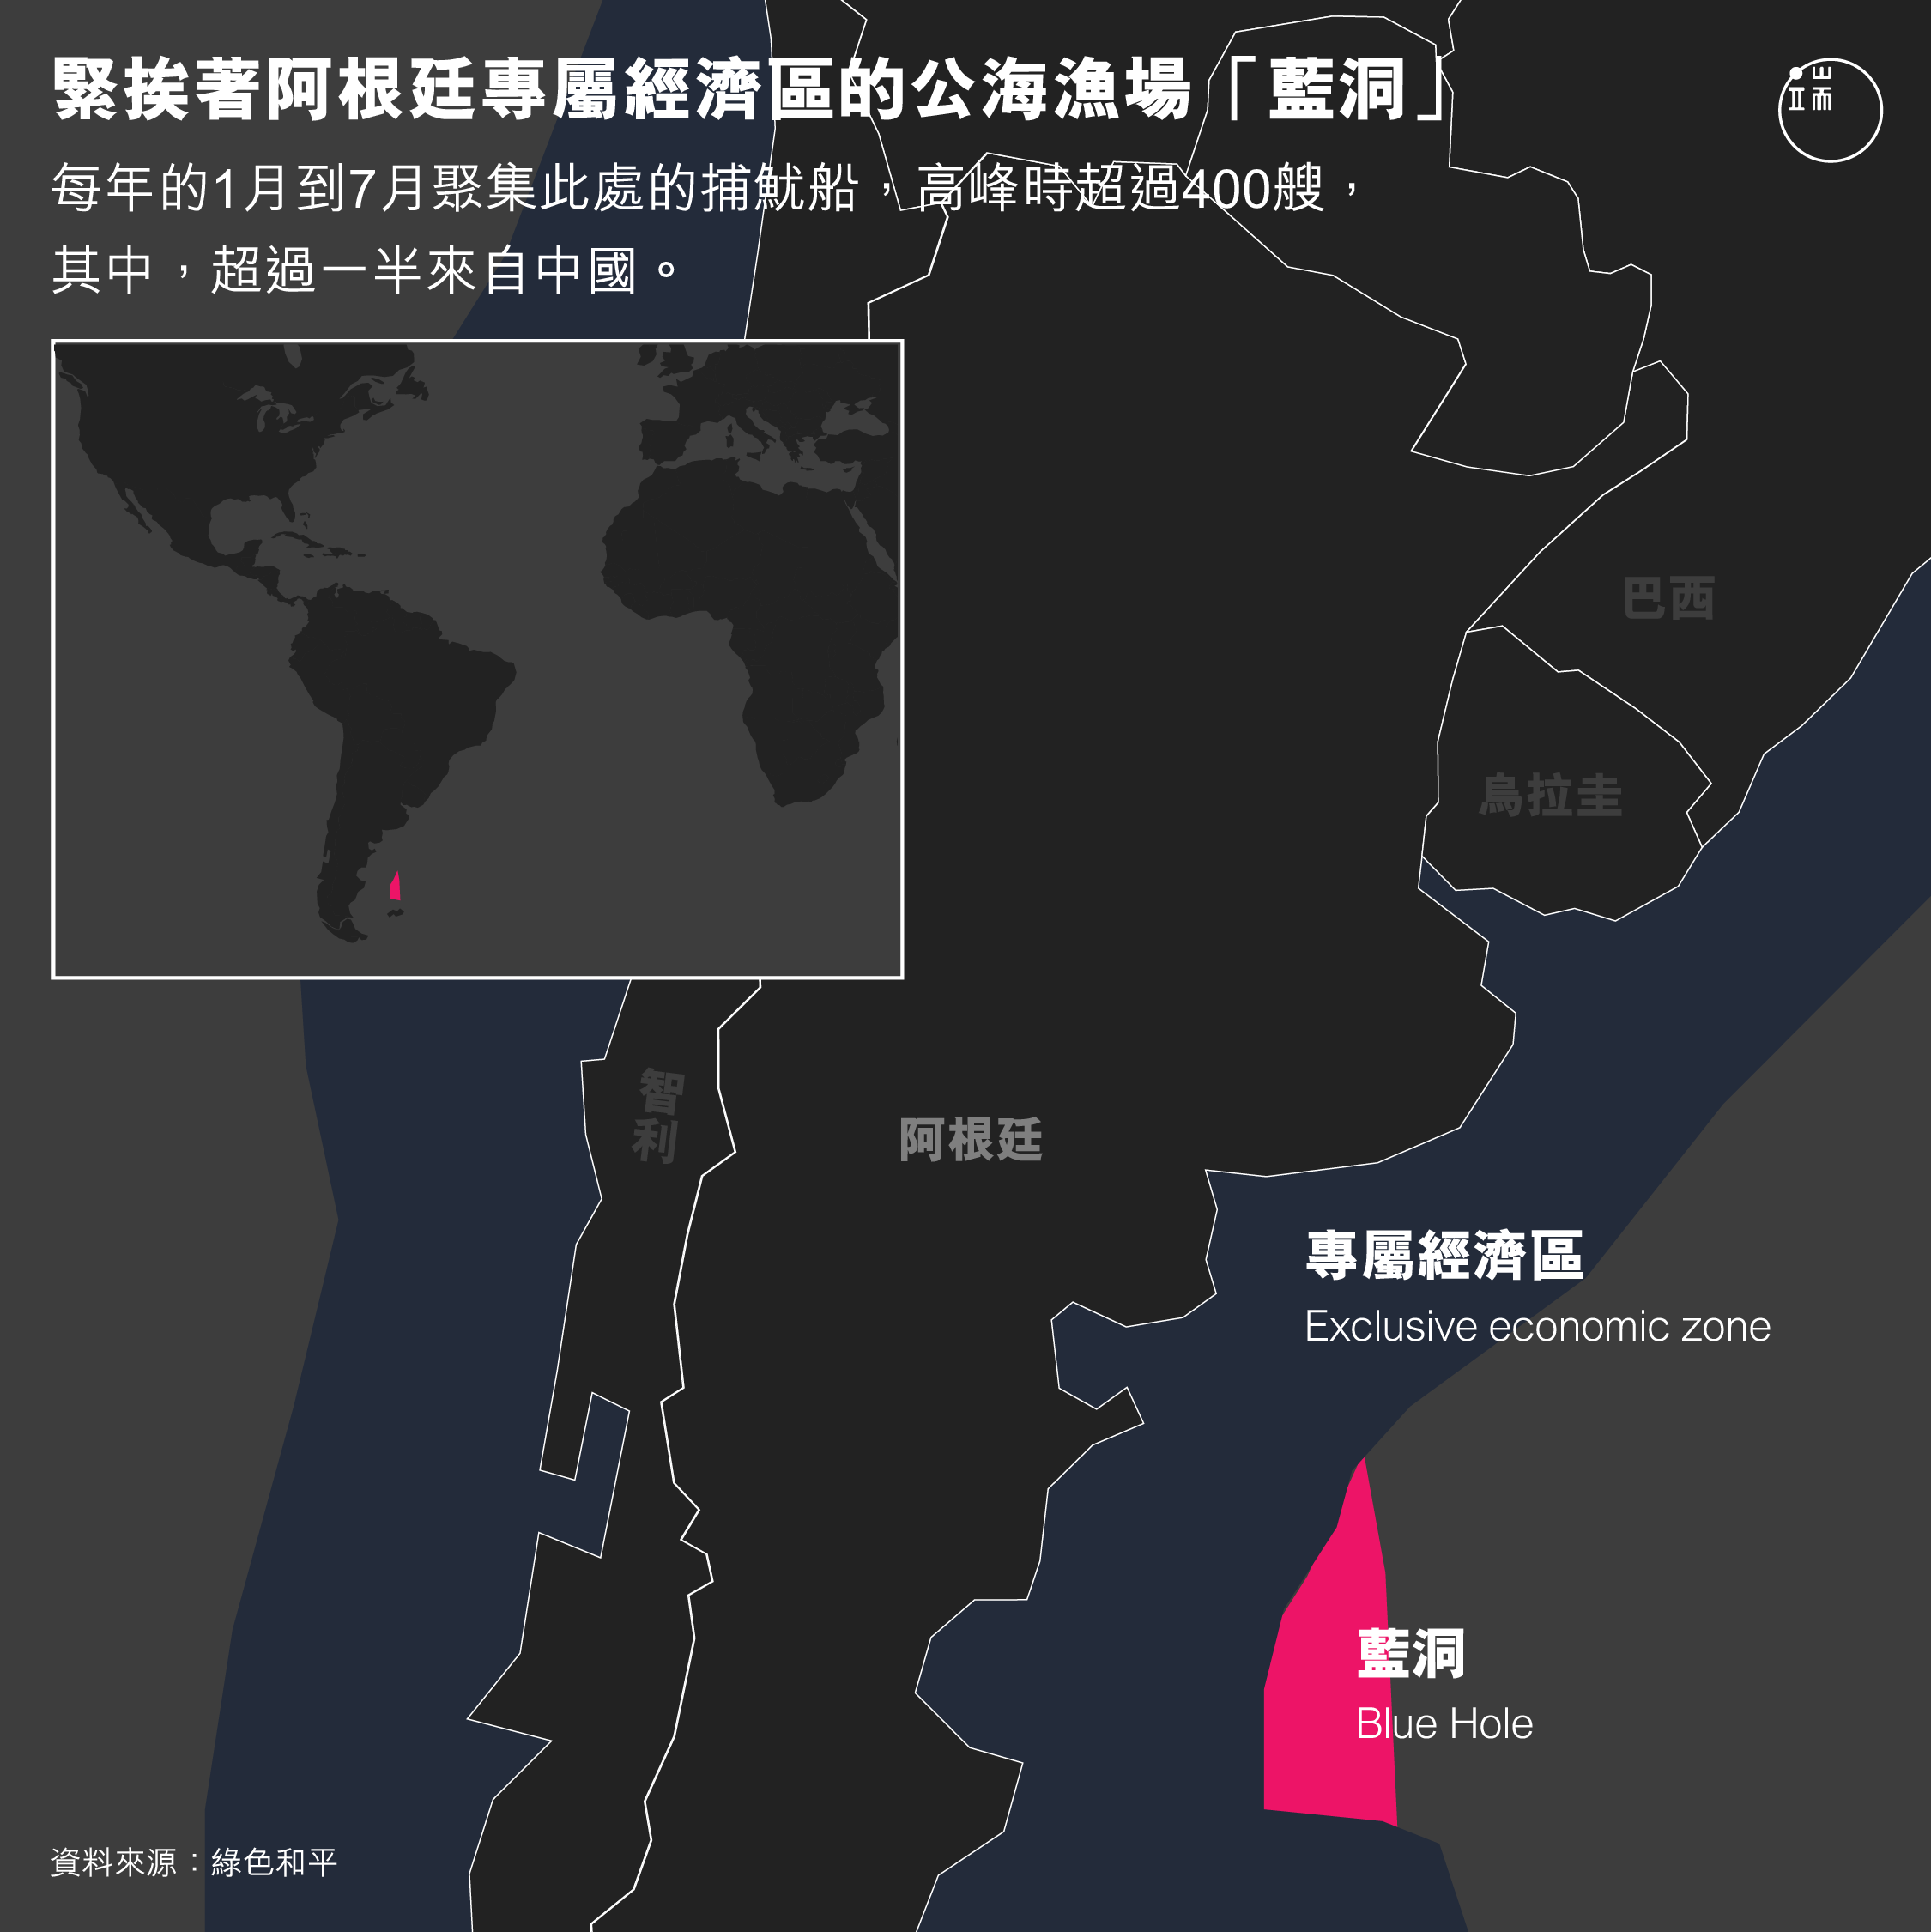 緊挨著阿根廷專屬經濟區的公海漁場「藍洞」
每年的1月到7月聚集此處的捕魷船，高峰時超過400艘，
其中，超過一半來自中國。
巴西
烏拉圭
智利
阿根廷
專屬經濟區
Exclusive economic zone
藍洞
Blue Hole
資料來源：綠色和平